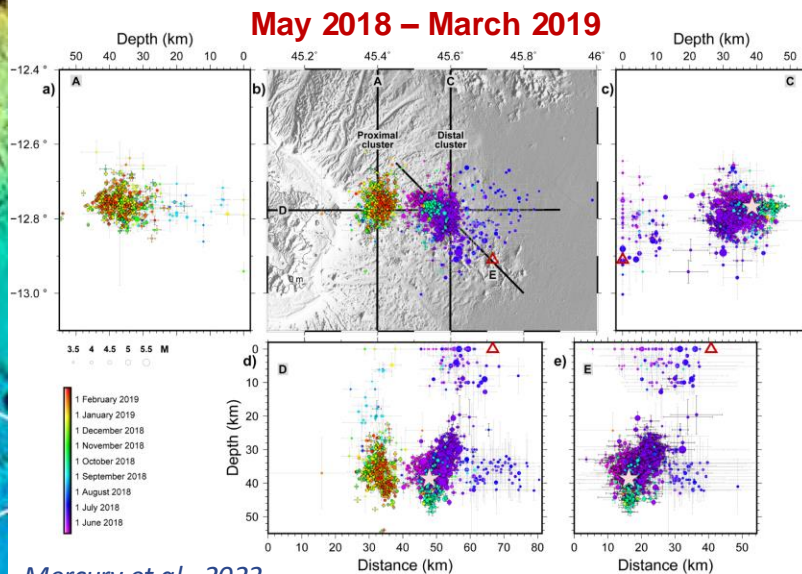 May 2018 – March 2019
Depth (km)
40 20 0
45.2° 45.4° 45.6° 45.8° 46°
Depth (km)
0 10 20 30 40 50
−12.4°
−12.6°
−12.8°
−13.0°
a)
A
b)
A
C
Proximal cluster
Distal cluster
D
E
0 m
c)
C
3.5 4 4.5 5 5.5 M
1 February 2019
1 January 2019
1 December 2018
1 November 2018
1 October 2018
1 September 2018
1 August 2018
1 July 2018
1 June 2018
d)
D
Depth (km)
0
10
20
30
40
50
20 30 40 50 60 70 80
Distance (km)
e)
E
0 10 20 30 40 50
Distance (km)